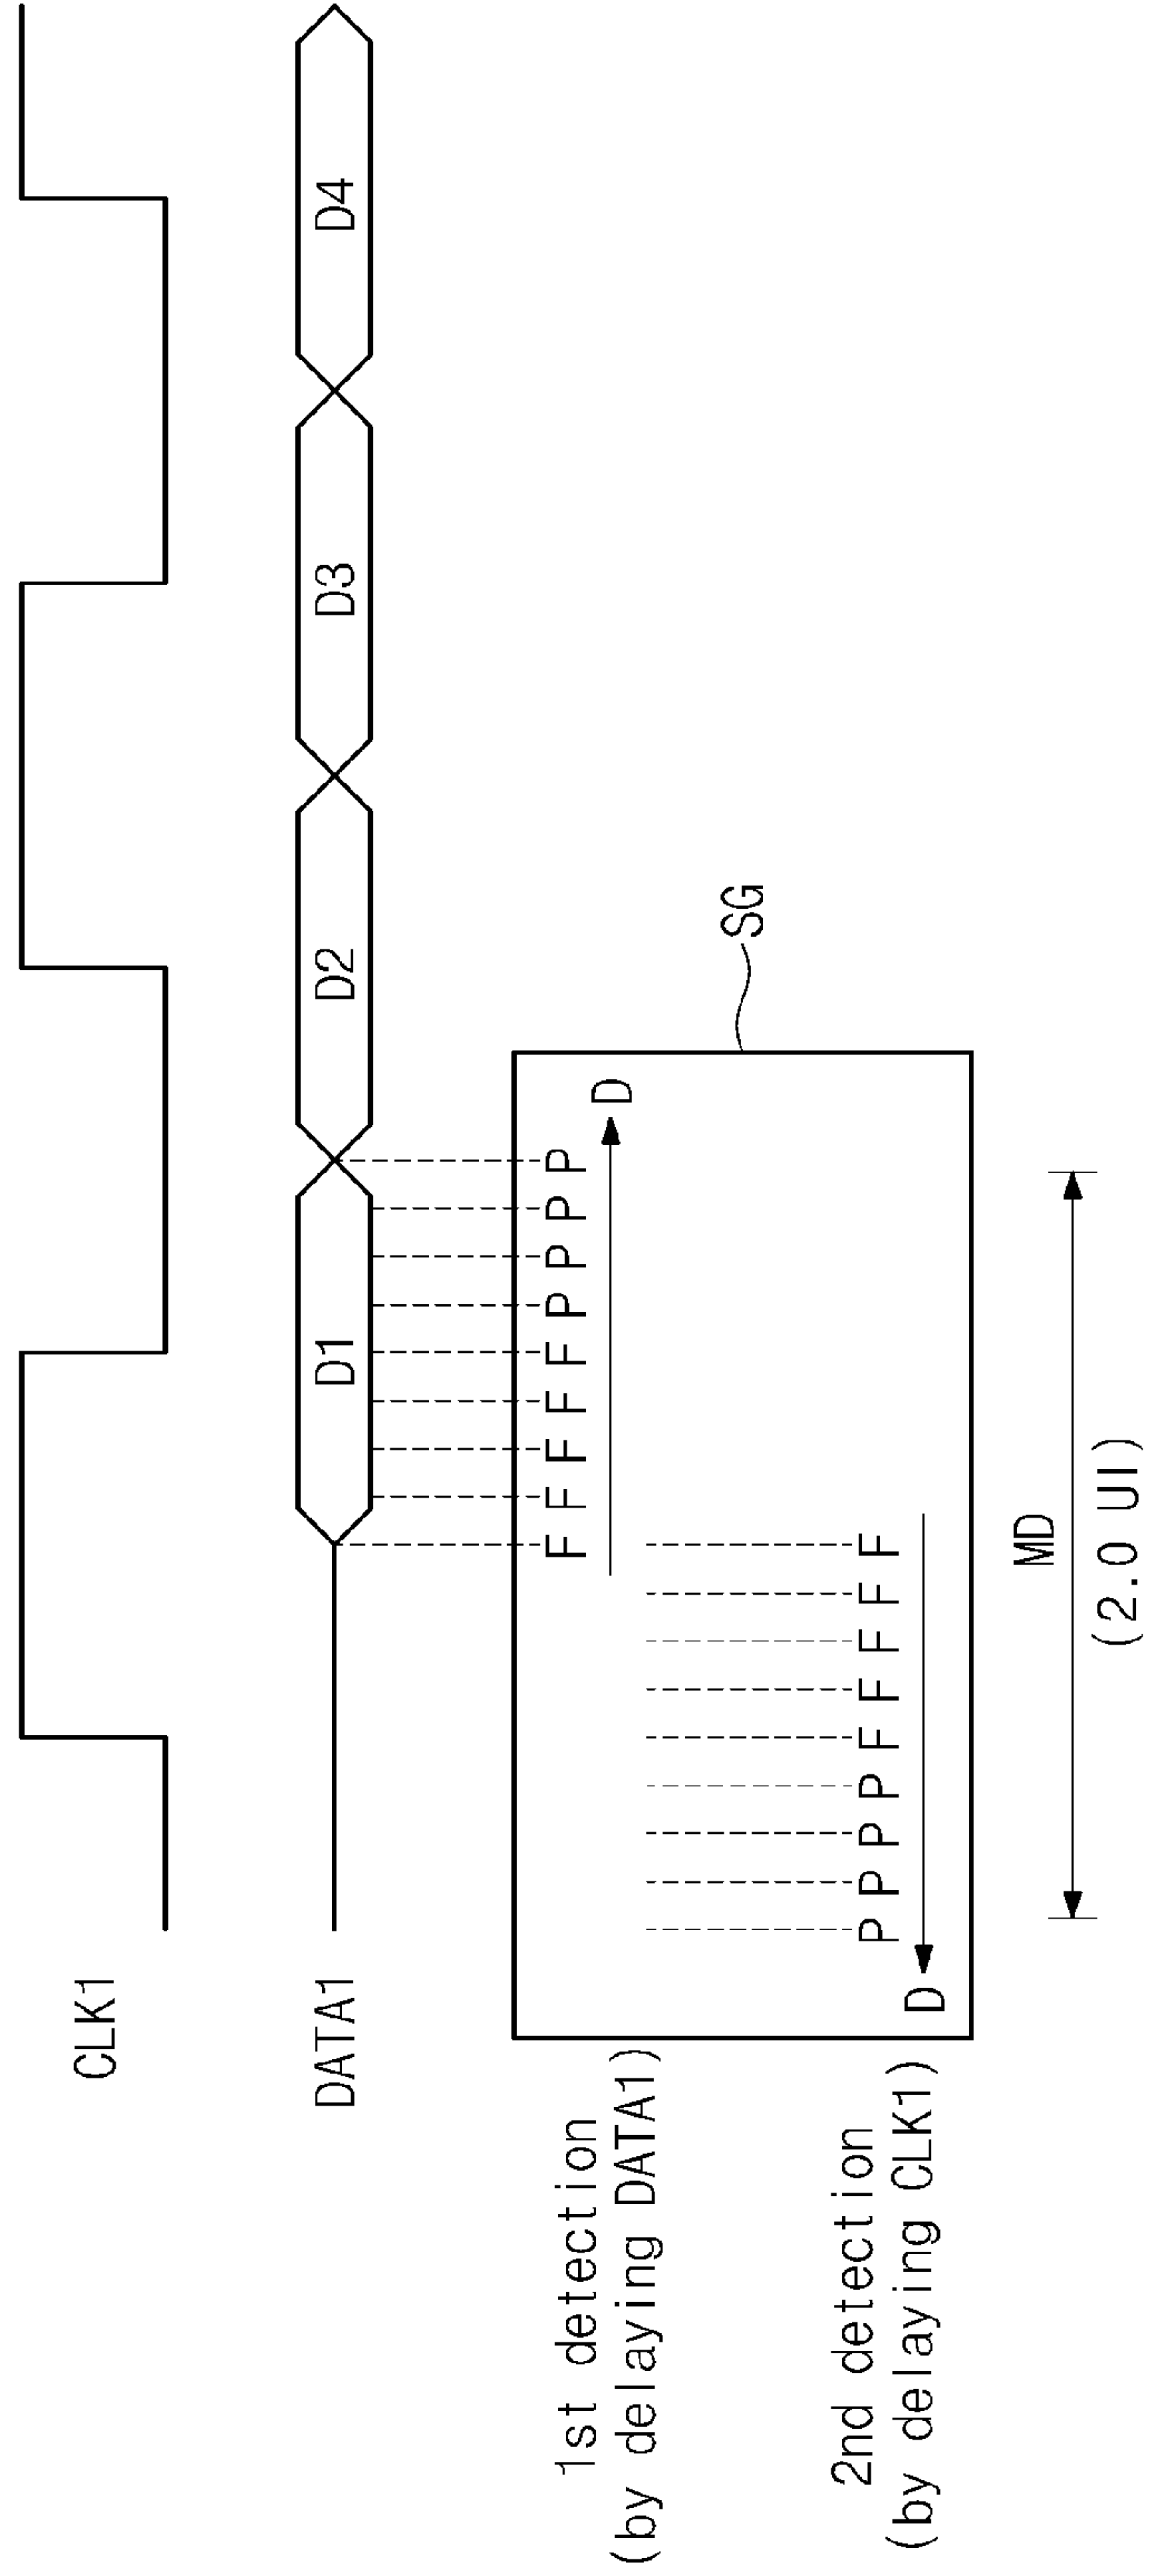 CLK1
DATA1 D1 D2 D3 D4
SG
1st detection
(by delaying DATA1)
F F F F F P P P P
D
2nd detection
(by delaying CLK1)
P P P P F F F F F
D
MD
(2.0 UI)